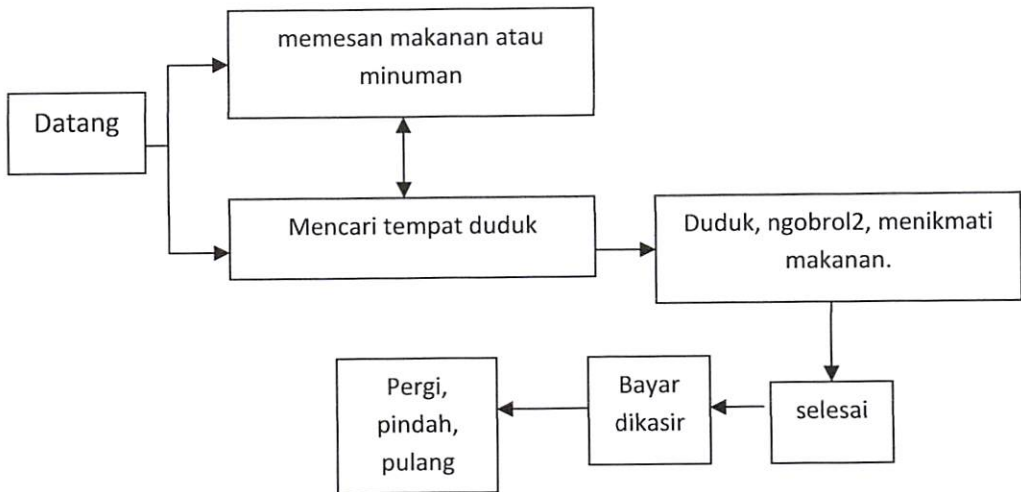 memesan makanan atau
minuman
Datang
Mencari tempat duduk
Duduk, ngobrol2, menikmati
makanan.
Pergi,
pindah,
pulang
Bayar
dikasir
selesai